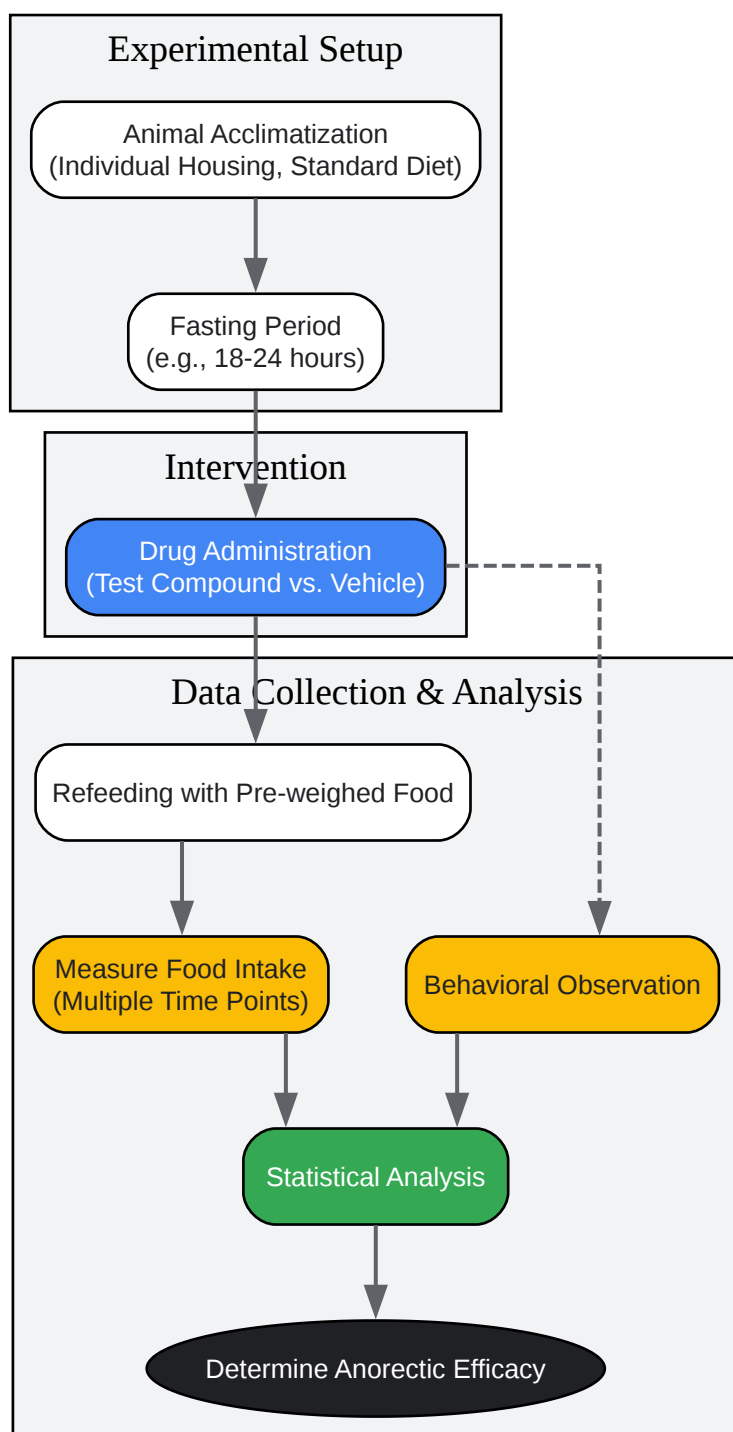 Experimental Setup
Animal Acclimatization
(Individual Housing, Standard Diet)
Fasting Period
(e.g., 18-24 hours)
Intervention
Drug Administration
(Test Compound vs. Vehicle)
Data Collection & Analysis
Refeeding with Pre-weighed Food
Measure Food Intake
(Multiple Time Points)
Behavioral Observation
Statistical Analysis
Determine Anorectic Efficacy